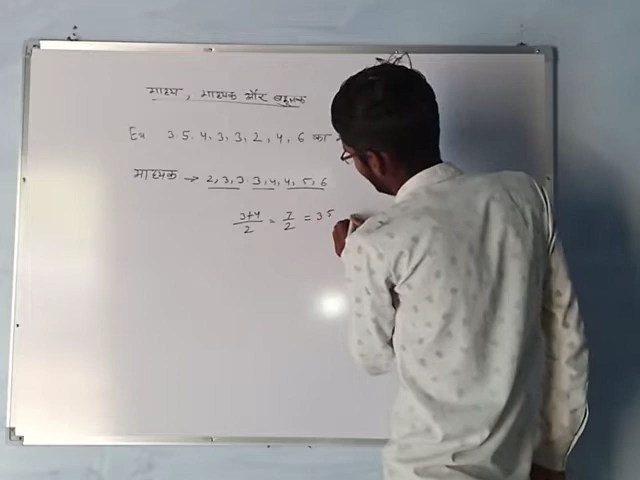 माध्य, माध्यक और बहुलक
Ex. 3.5, 4, 3, 3, 2, 4, 6 का
माध्यक → 2, 3, 3. 3, 4, 4, 5, 6
3+4/2 = 7/2 = 3.5